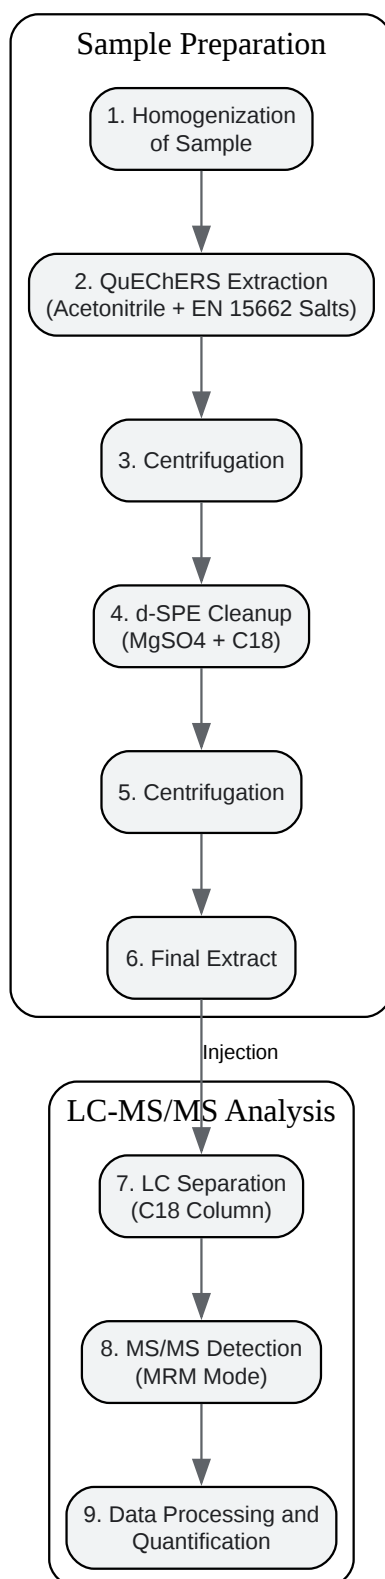 Sample Preparation
1. Homogenization
of Sample
2. QuEChERS Extraction
(Acetonitrile + EN 15662 Salts)
3. Centrifugation
4. d-SPE Cleanup
(MgSO4 + C18)
5. Centrifugation
6. Final Extract
Injection
LC-MS/MS Analysis
7. LC Separation
(C18 Column)
8. MS/MS Detection
(MRM Mode)
9. Data Processing and
Quantification